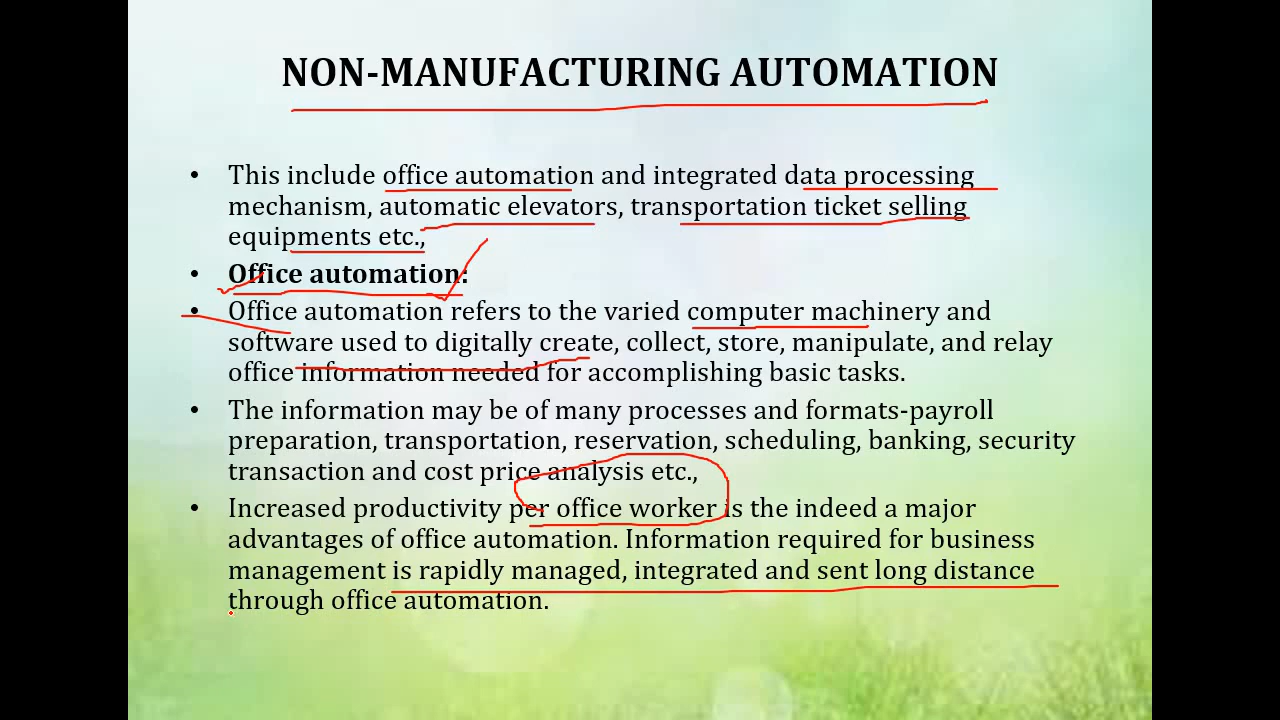 NON-MANUFACTURING AUTOMATION
• This include office automation and integrated data processing
mechanism, automatic elevators, transportation ticket selling
equipments etc.,
• Office automation:
• Office automation refers to the varied computer machinery and
software used to digitally create, collect, store, manipulate, and relay
office information needed for accomplishing basic tasks.
• The information may be of many processes and formats-payroll
preparation, transportation, reservation, scheduling, banking, security
transaction and cost price analysis etc.,
• Increased productivity per office worker is the indeed a major
advantages of office automation. Information required for business
management is rapidly managed, integrated and sent long distance
through office automation.